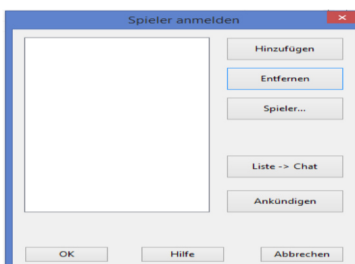 Spieler anmelden
Hinzufügen
Entfernen
Spieler...
Liste -> Chat
Ankündigen
OK Hilfe Abbrechen